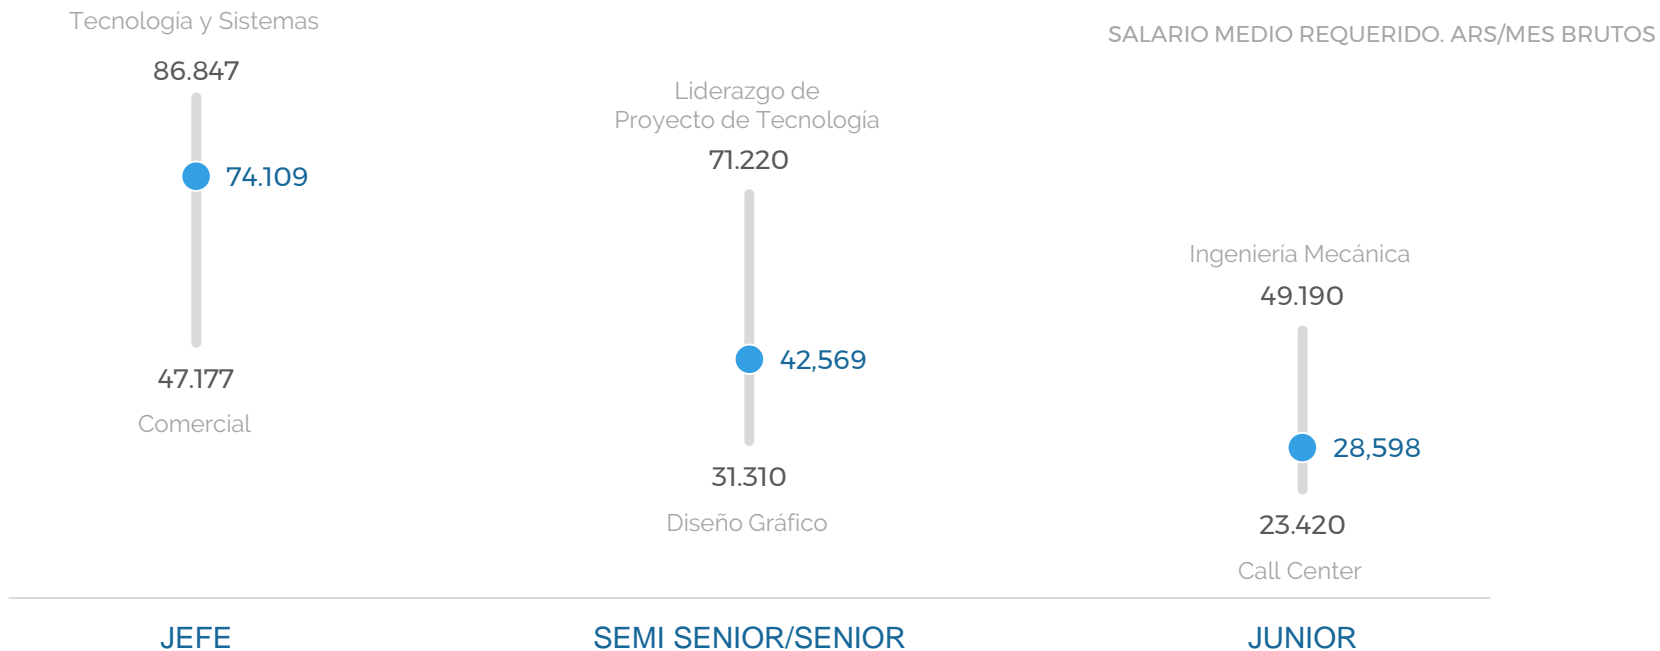 SALARIO MEDIO REQUERIDO. ARS/MES BRUTOS
Tecnología y Sistemas
86.847
74.109
47.177
Comercial
Liderazgo de
Proyecto de Tecnología
71.220
42,569
31.310
Diseño Gráfico
Ingeniería Mecánica
49.190
28,598
23.420
Call Center
JEFE
SEMI SENIOR/SENIOR
JUNIOR